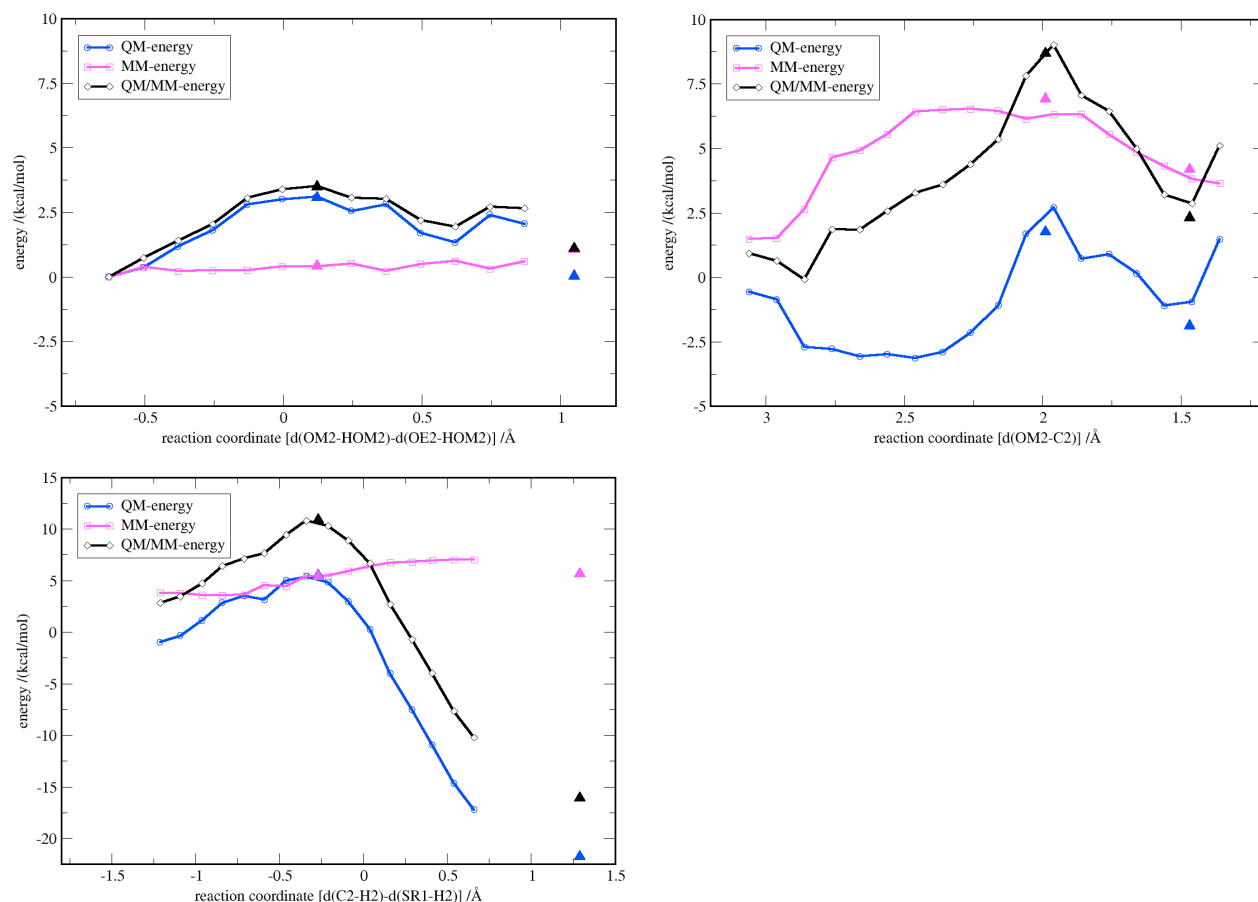 10
7.5
5
2.5
0
-2.5
-5
energy /(kcal/mol)
QM-energy
MM-energy
QM/MM-energy
-0.5
0
0.5
1
reaction coordinate [d(OM2-HOM2)-d(OE2-HOM2)] /Å
10
7.5
5
2.5
0
-2.5
-5
energy /(kcal/mol)
QM-energy
MM-energy
QM/MM-energy
3
2.5
2
1.5
reaction coordinate [d(OM2-C2)] /Å
15
10
5
0
-5
-10
-15
-20
energy /(kcal/mol)
QM-energy
MM-energy
QM/MM-energy
-1.5
-1
-0.5
0
0.5
1
1.5
reaction coordinate [d(C2-H2)-d(SR1-H2)] /Å